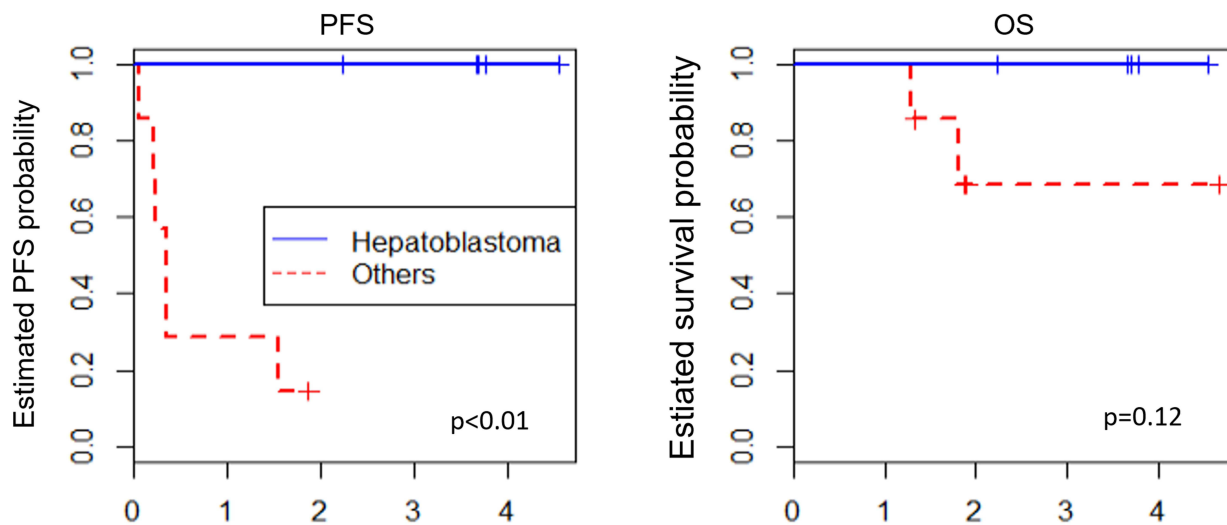 PFS
Estimated PFS probability
1.0
0.8
0.6
0.4
0.2
0.0
Hepatoblastoma
Others
p<0.01
0 1 2 3 4
OS
Estiated survival probability
1.0
0.8
0.6
0.4
0.2
0.0
p=0.12
0 1 2 3 4